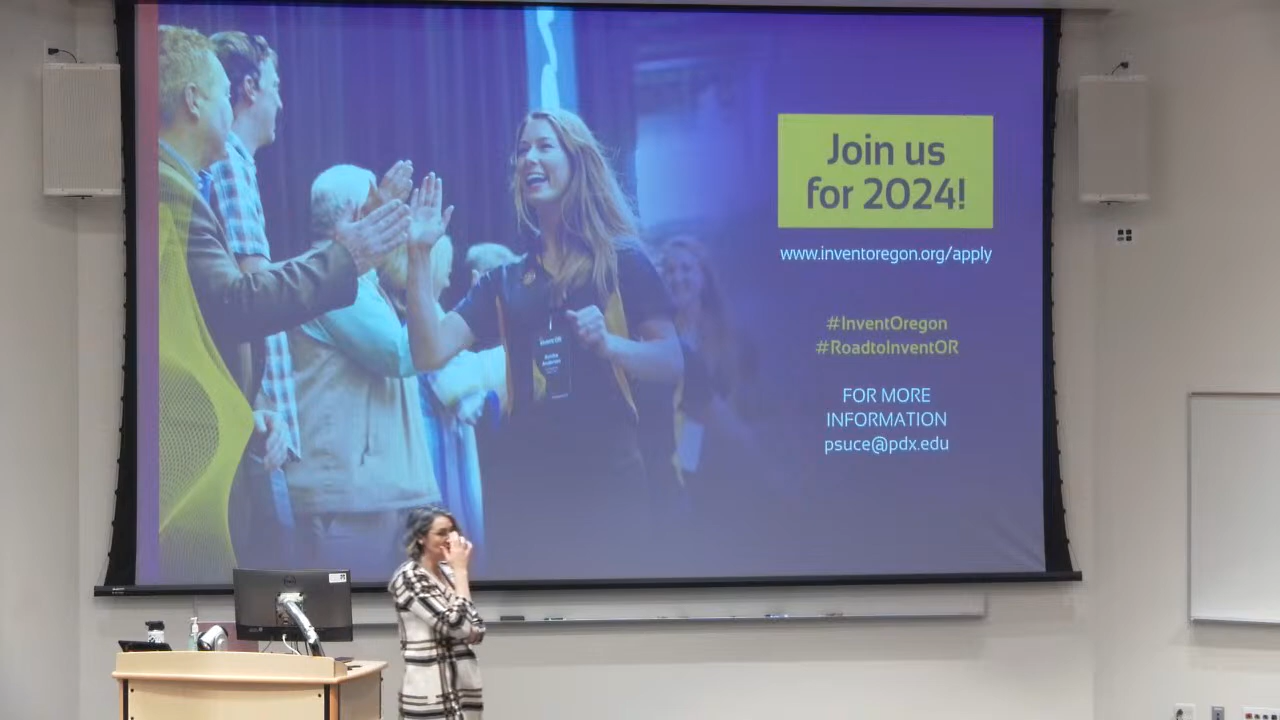 Join us
for 2024!
www.inventoregon.org/apply
#InventOregon
#RoadtoInventOR
FOR MORE
INFORMATION
psuce@pdx.edu